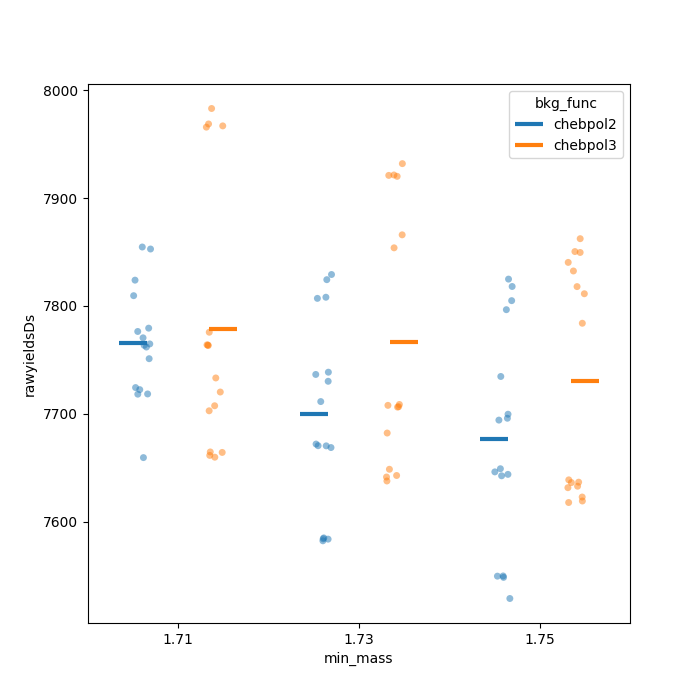 8000
7900
7800
7700
7600
rawyieldsDs
bkg_func
chebpol2
chebpol3
1.71
1.73
1.75
min_mass